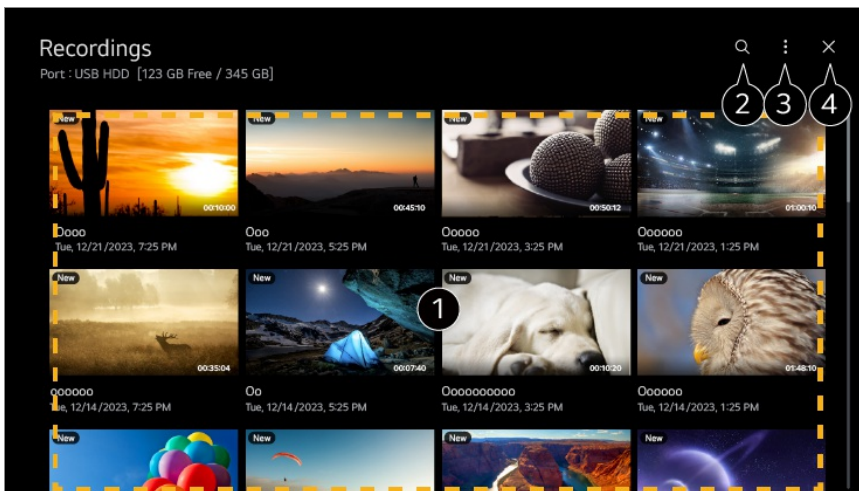 Recordings
Port : USB HDD [123 GB Free / 345 GB]
2 3 4
New New New New
00:10:00 00:45:10 00:50:12 01:00:10
Oooo Ooo Ooooo Oooooo
Tue, 12/21/2023, 7:25 PM Tue, 12/21/2023, 5:25 PM Tue, 12/21/2023, 3:25 PM Tue, 12/21/2023, 1:25 PM
New New New New
1
00:35:04 00:07:40 00:10:20 01:48:10
oooooo Oo Oooooooooo Oooooo
Tue, 12/14/2023, 7:25 PM Tue, 12/14/2023, 5:25 PM Tue, 12/14/2023, 3:25 PM Tue, 12/14/2023, 1:25 PM
New New New New